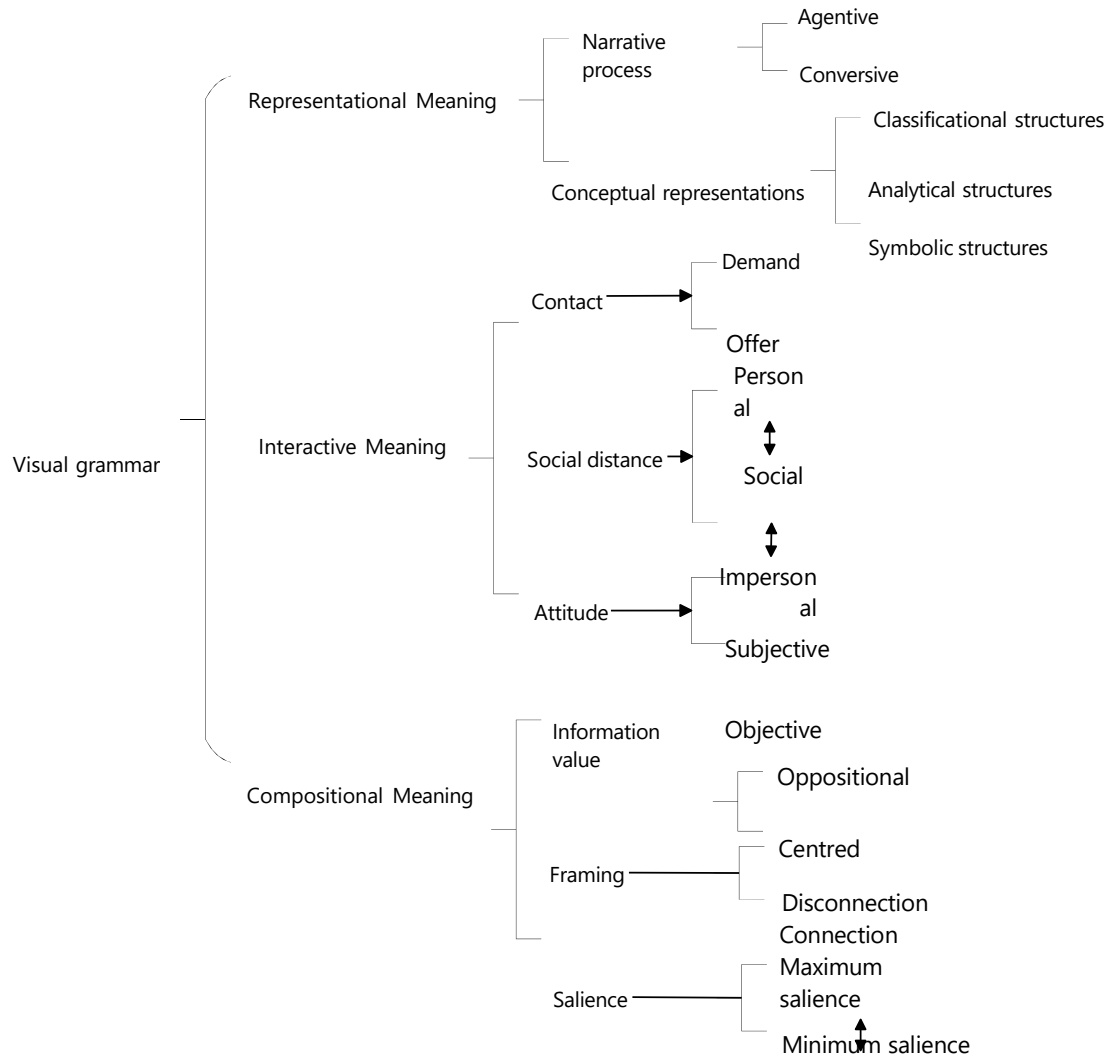 Agentive
Narrative
process
Conversive
Representational Meaning
Classificational structures
Conceptual representations
Analytical structures
Symbolic structures
Demand
Contact
Offer
Person
al
Interactive Meaning
Social distance
Visual grammar
Social
Imperson
al
Attitude
Subjective
Information
value
Objective
Oppositional
Compositional Meaning
Centred
Framing
Disconnection
Connection
Maximum
salience
Salience
Minimum salience